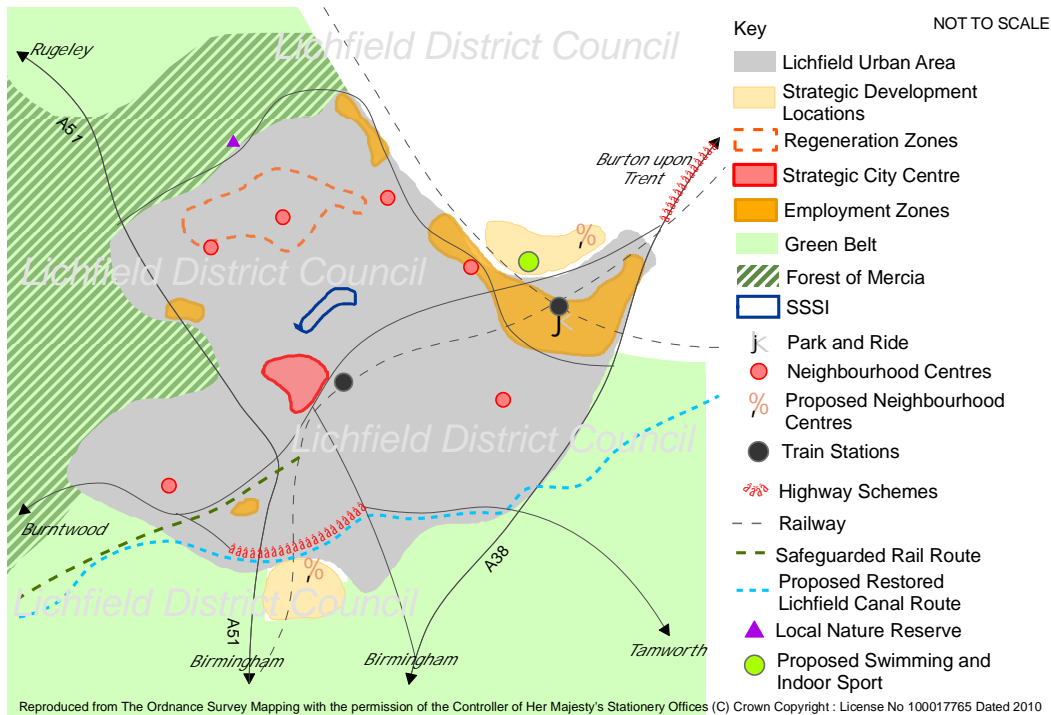 Lichfield District Council
Rugeley
A51
Burton upon
Trent
Lichfield District Council
Lichfield District Council
Burntwood
A38
Lichfield District Council
A51
Birmingham
Birmingham
Tamworth
NOT TO SCALE
Key
Lichfield Urban Area
Strategic Development
Locations
Regeneration Zones
Strategic City Centre
Employment Zones
Green Belt
Forest of Mercia
SSSI
Park and Ride
Neighbourhood Centres
Proposed Neighbourhood
Centres
Train Stations
Highway Schemes
Railway
Safeguarded Rail Route
Proposed Restored
Lichfield Canal Route
Local Nature Reserve
Proposed Swimming and
Indoor Sport
Reproduced from The Ordnance Survey Mapping with the permission of the Controller of Her Majesty's Stationery Offices (C) Crown Copyright : License No 100017765 Dated 2010